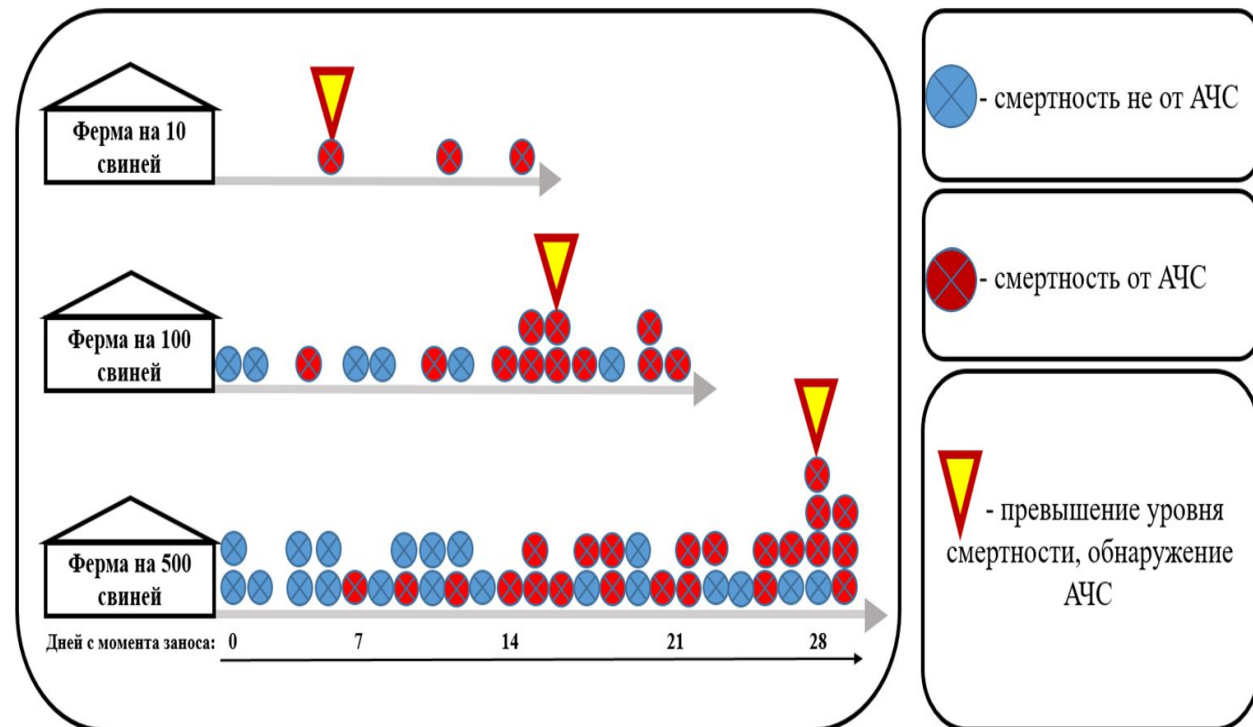 Ферма на 10
свиней
Ферма на 100
свиней
Ферма на 500
свиней
Дней с момента заноса: 0 7 14 21 28
- смертность не от АЧС
- смертность от АЧС
- превышение уровня
смертности, обнаружение
АЧС